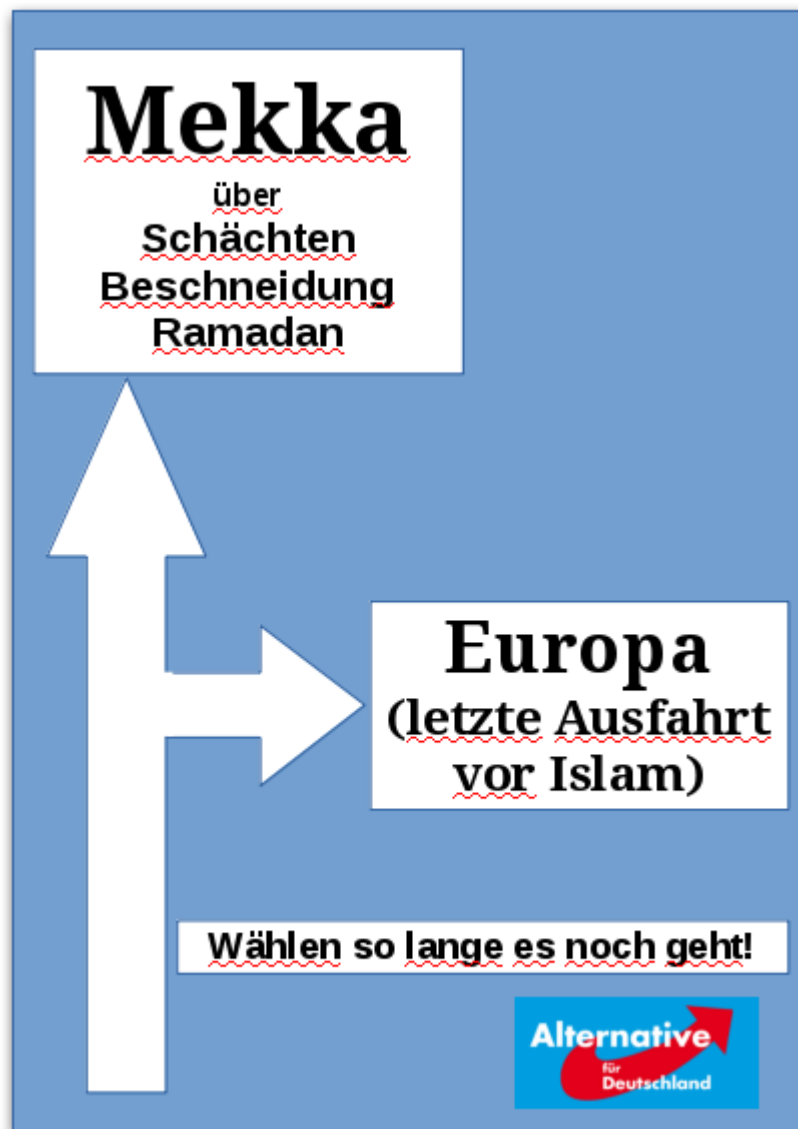 Mekka
über
Schächten
Beschneidung
Ramadan
Europa
(letzte Ausfahrt
vor Islam)
Wählen so lange es noch geht!
Alternative
für
Deutschland